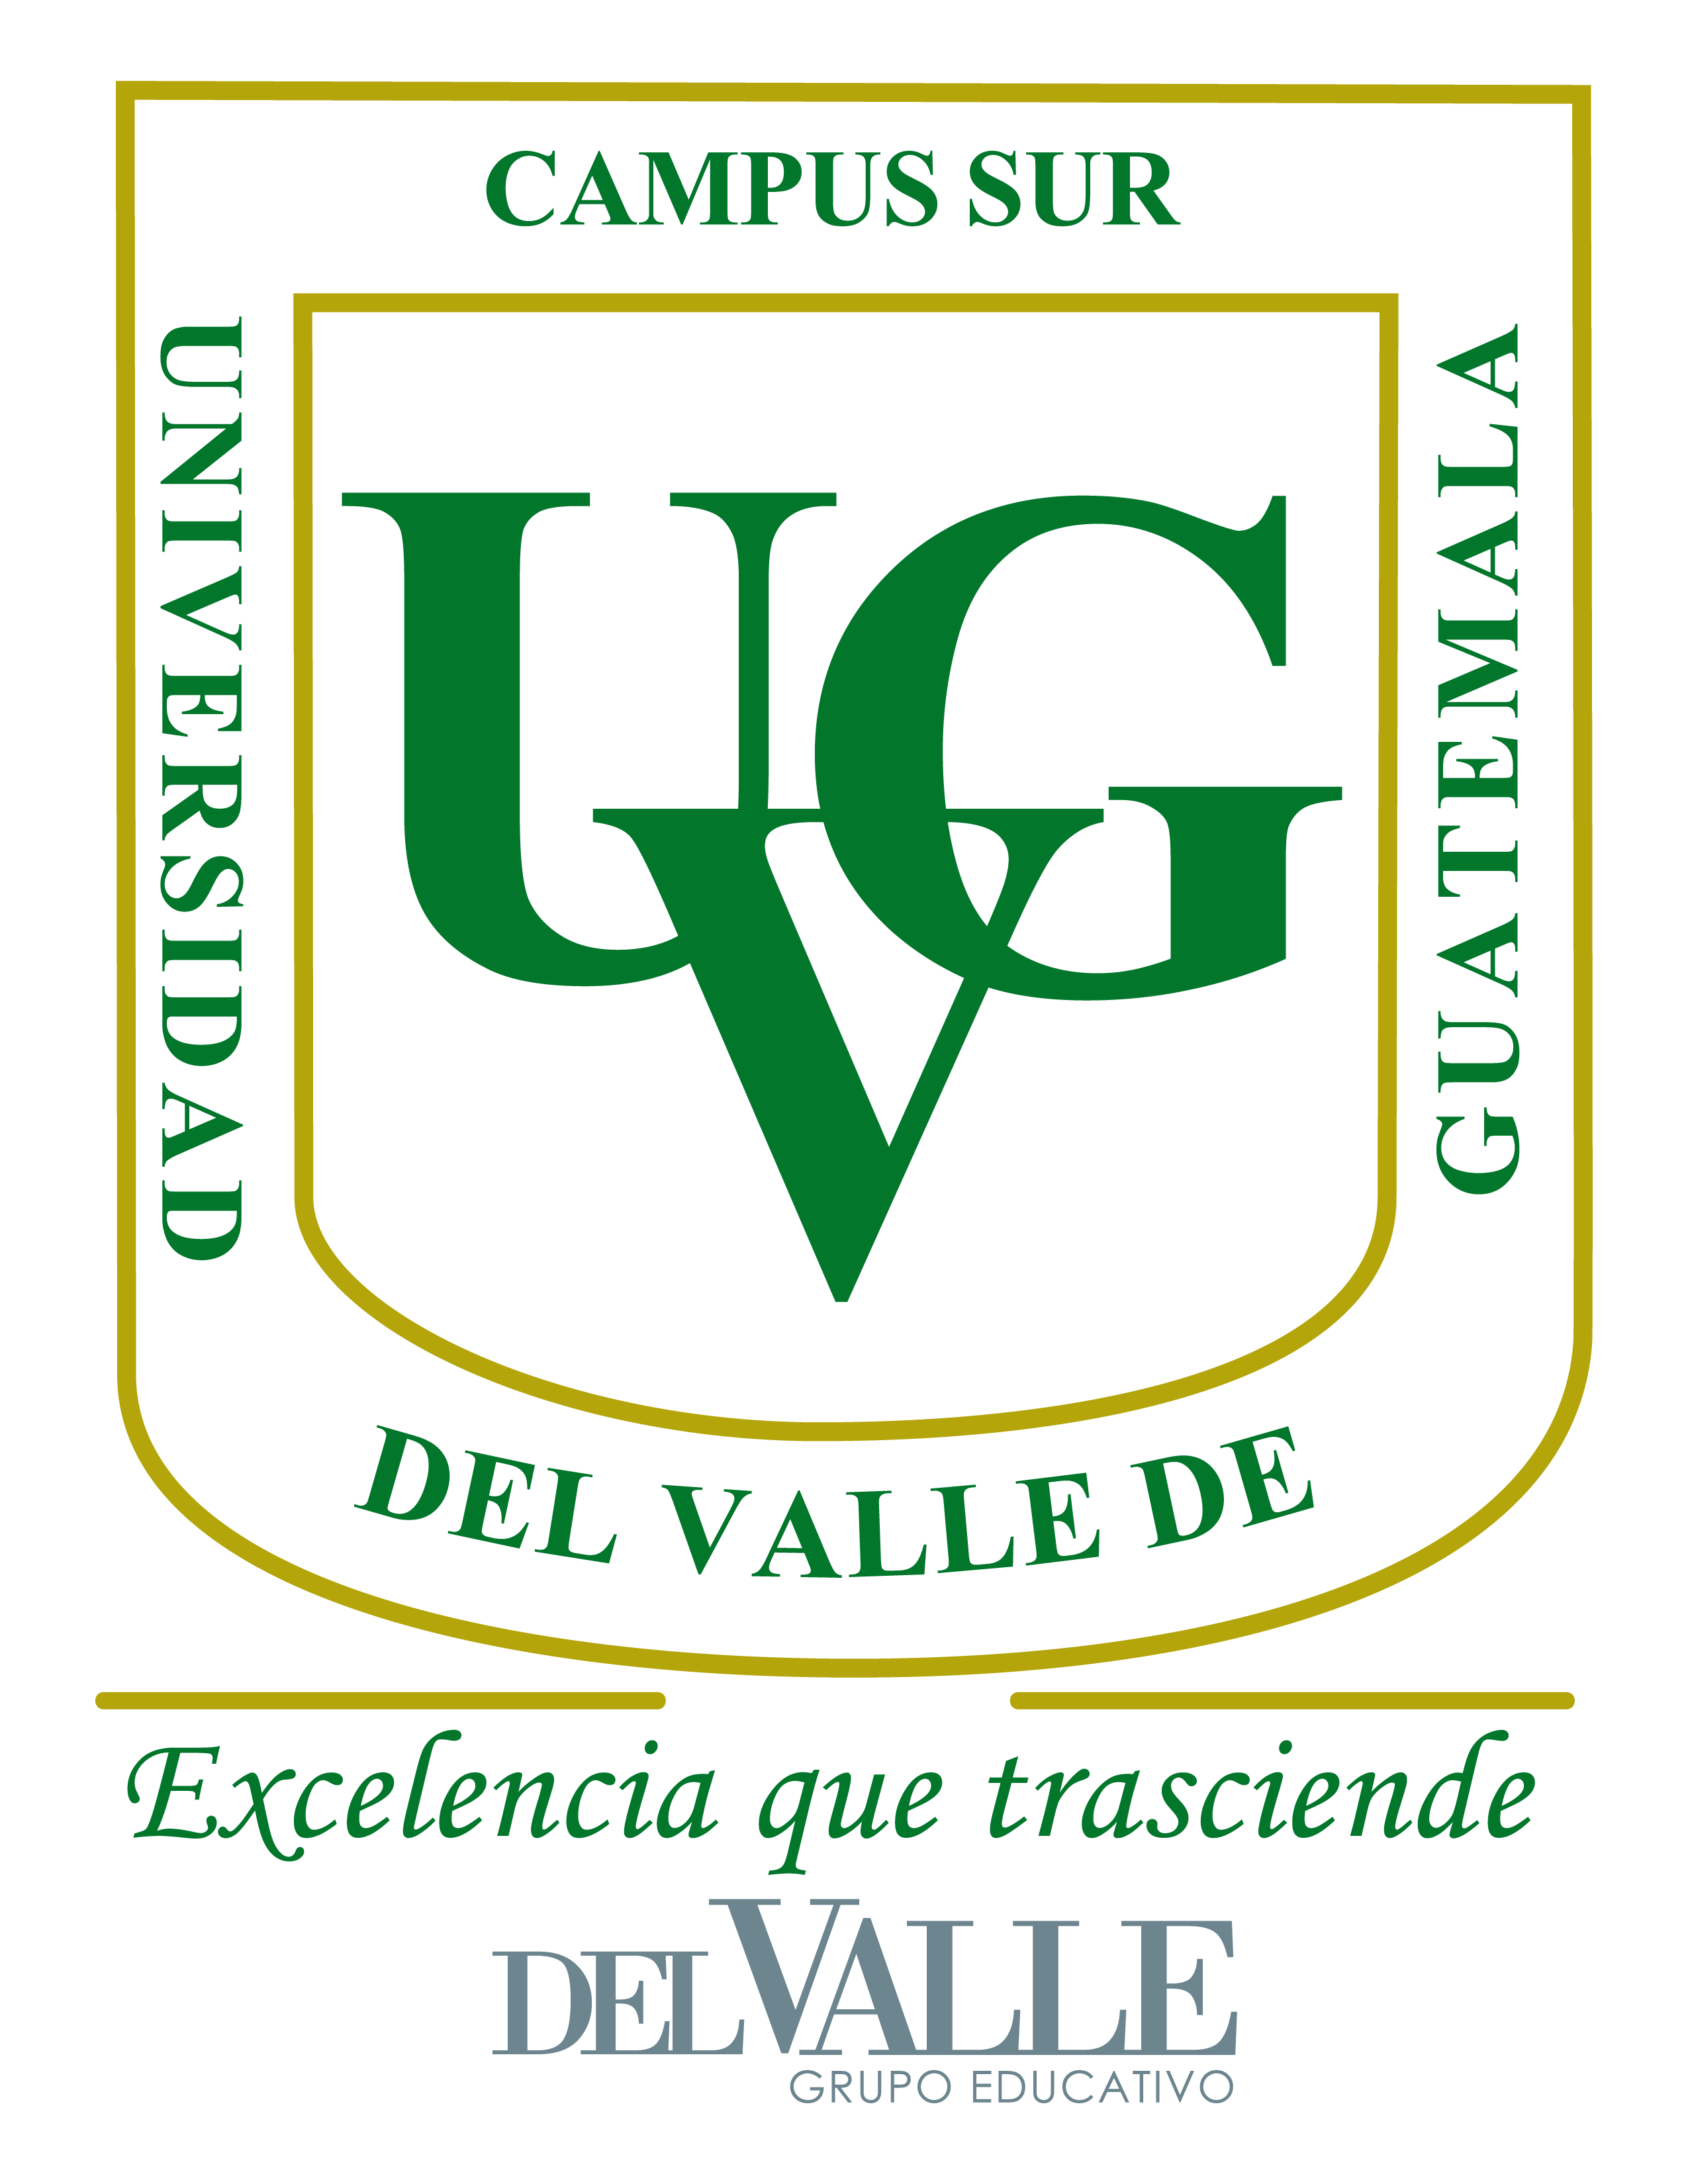 CAMPUS SUR
UNIVERSIDAD
DEL VALLE DE
GUATEMALA
UVG
Excelencia que trasciende
DEL VALLE
GRUPO EDUCATIVO